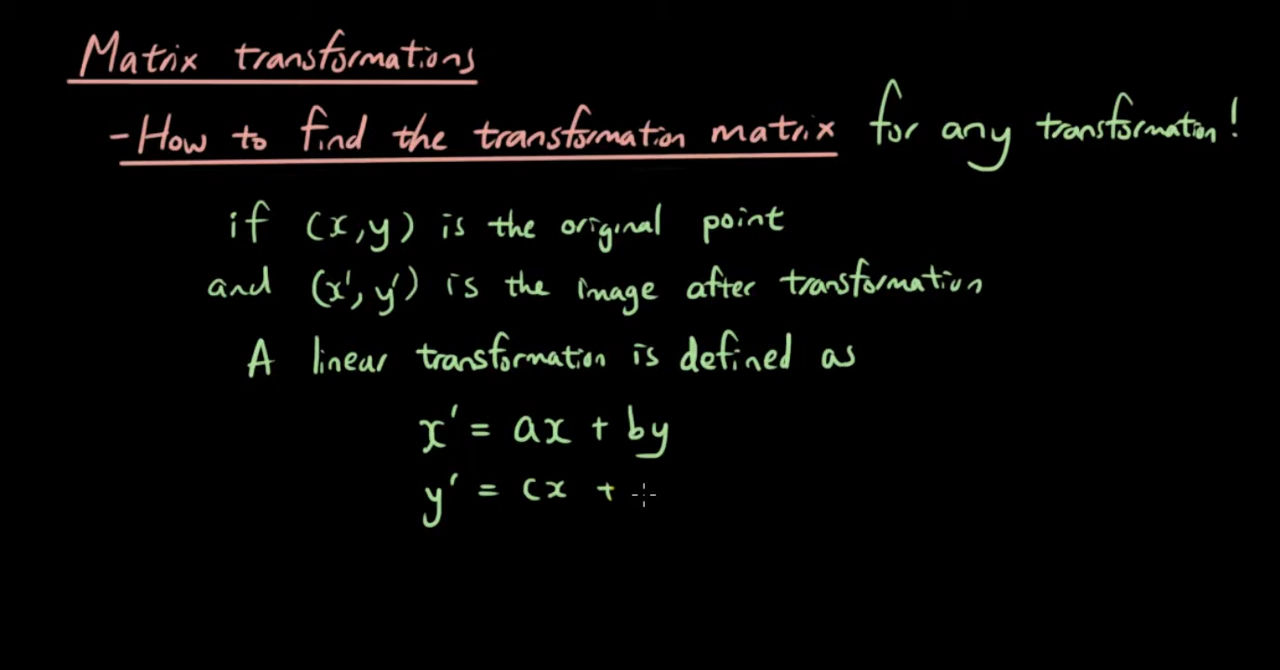 Matrix transformations
- How to find the transformation matrix for any transformation!
if (x,y) is the original point
and (x', y') is the image after transformation
A linear transformation is defined as
x' = ax + by
y' = cx +